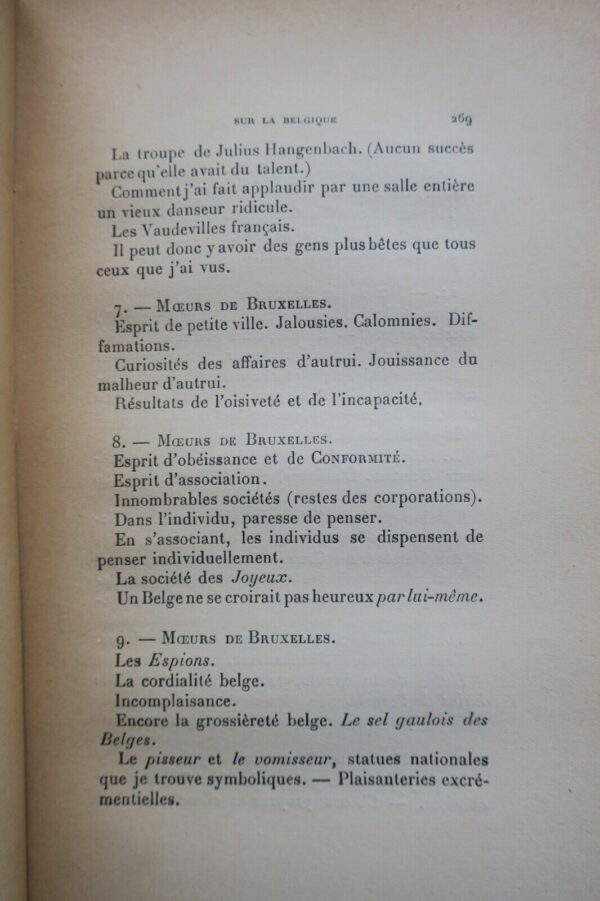 SUR LA BELGIQUE 269
La troupe de Julius Hangenbach. (Aucun succès
parce qu'elle avait du talent.)
Comment j'ai fait applaudir par une salle entière
un vieux danseur ridicule.
Les Vaudevilles français.
Il peut donc y avoir des gens plus bêtes que tous
ceux que j'ai vus.
7. — MŒURS DE BRUXELLES.
Esprit de petite ville. Jalousies. Calomnies. Dif-
famations.
Curiosités des affaires d'autrui. Jouissance du
malheur d'autrui.
Résultats de l'oisiveté et de l'incapacité.
8. — MŒURS DE BRUXELLES.
Esprit d'obéissance et de CONFORMITÉ.
Esprit d'association.
Innombrables sociétés (restes des corporations).
Dans l'individu, paresse de penser.
En s'associant, les individus se dispensent de
penser individuellement.
La société des Joyeux.
Un Belge ne se croirait pas heureux par lui-même.
9. — MŒURS DE BRUXELLES.
Les Espions.
La cordialité belge.
Incomplaisance.
Encore la grossièreté belge. Le sel gaulois des
Belges.
Le pisseur et le vomisseur, statues nationales
que je trouve symboliques. — Plaisanteries excré-
mentielles.